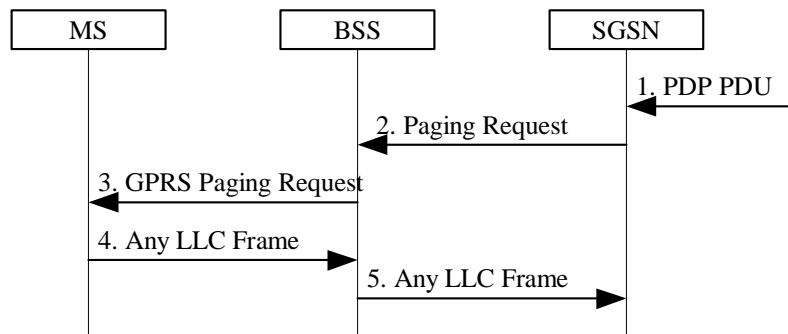 MS
BSS
SGSN
1. PDP PDU
2. Paging Request
3. GPRS Paging Request
4. Any LLC Frame
5. Any LLC Frame